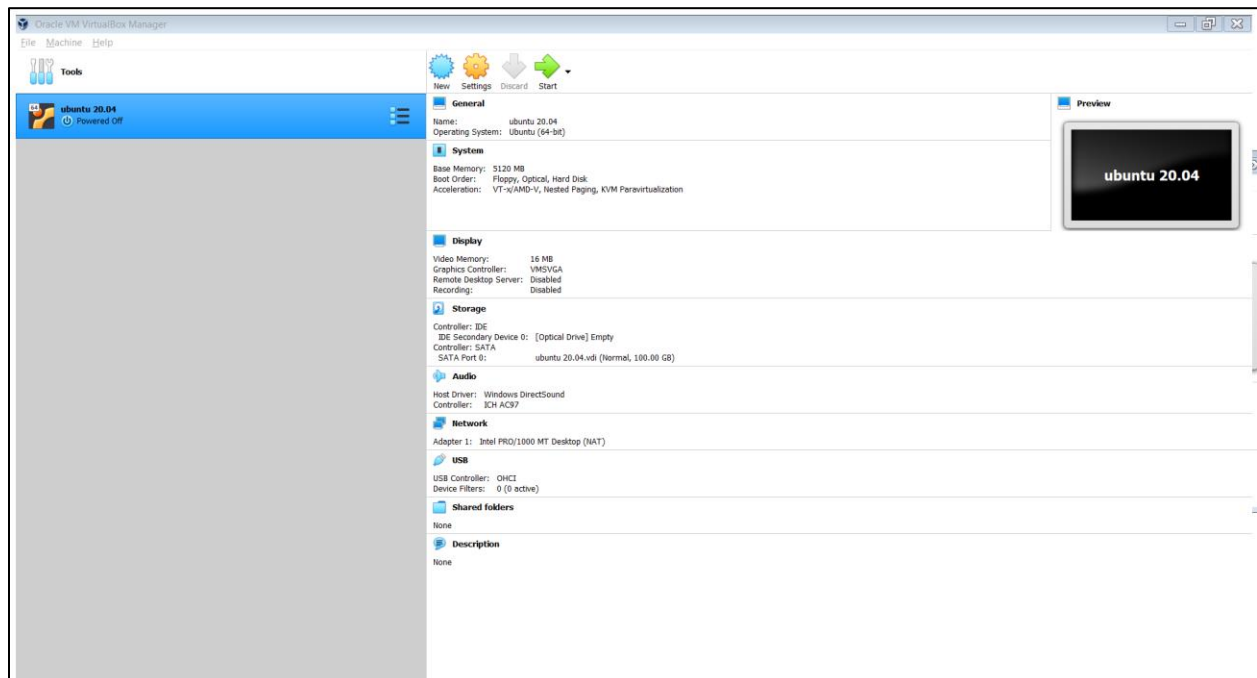 Oracle VM VirtualBox Manager
File Machine Help
Tools
New Settings Discard Start
64
ubuntu 20.04
Powered Off
General
Name: ubuntu 20.04
Operating System: Ubuntu (64-bit)
Preview
ubuntu 20.04
System
Base Memory: 5120 MB
Boot Order: Floppy, Optical, Hard Disk
Acceleration: VT-x/AMD-V, Nested Paging, KVM Paravirtualization
Display
Video Memory: 16 MB
Graphics Controller: VMSVGA
Remote Desktop Server: Disabled
Recording: Disabled
Storage
Controller: IDE
IDE Secondary Device 0: [Optical Drive] Empty
Controller: SATA
SATA Port 0: ubuntu 20.04.vdi (Normal, 100.00 GB)
Audio
Host Driver: Windows DirectSound
Controller: ICH AC97
Network
Adapter 1: Intel PRO/1000 MT Desktop (NAT)
USB
USB Controller: OHCI
Device Filters: 0 (0 active)
Shared folders
None
Description
None